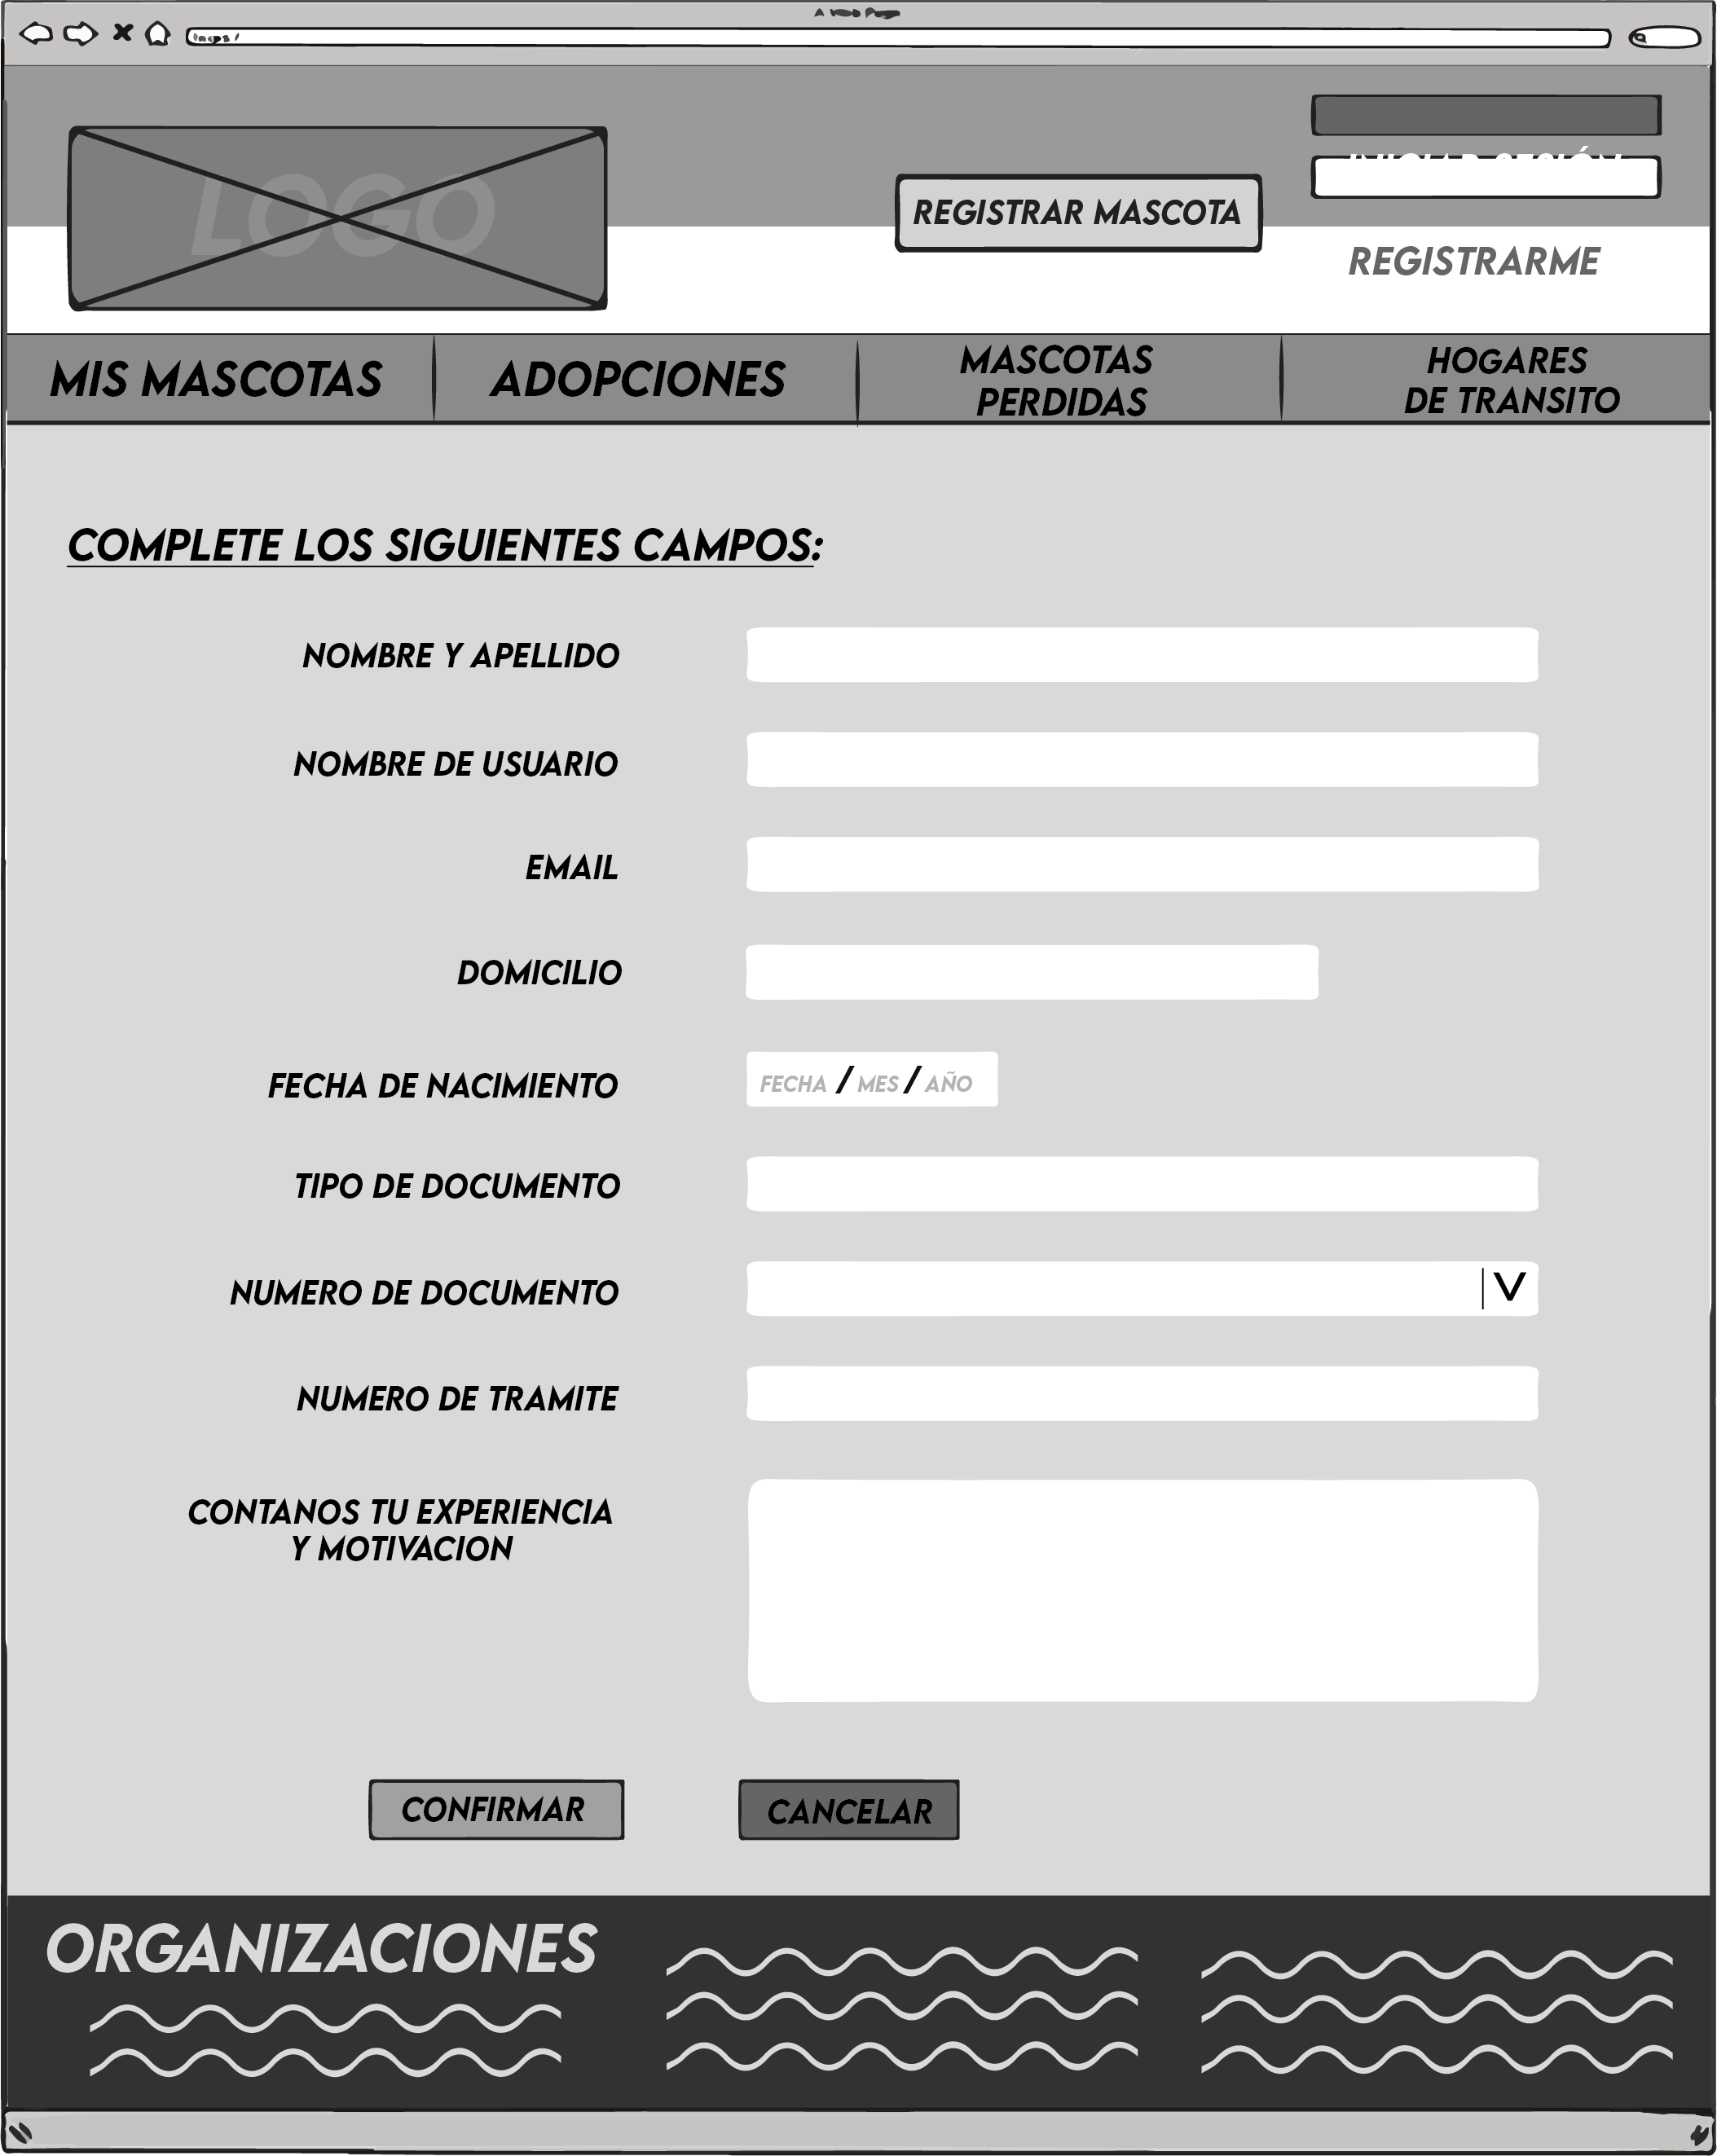 A Web Page
LOGO
REGISTRAR MASCOTA
REGISTRARME
MIS MASCOTAS
ADOPCIONES
MASCOTAS
PERDIDAS
HOGARES
DE TRANSITO
COMPLETE LOS SIGUIENTES CAMPOS:
NOMBRE Y APELLIDO
NOMBRE DE USUARIO
EMAIL
DOMICILIO
FECHA DE NACIMIENTO
FECHA / MES / AÑO
TIPO DE DOCUMENTO
NUMERO DE DOCUMENTO
V
NUMERO DE TRAMITE
CONTANOS TU EXPERIENCIA
Y MOTIVACION
CONFIRMAR
CANCELAR
ORGANIZACIONES